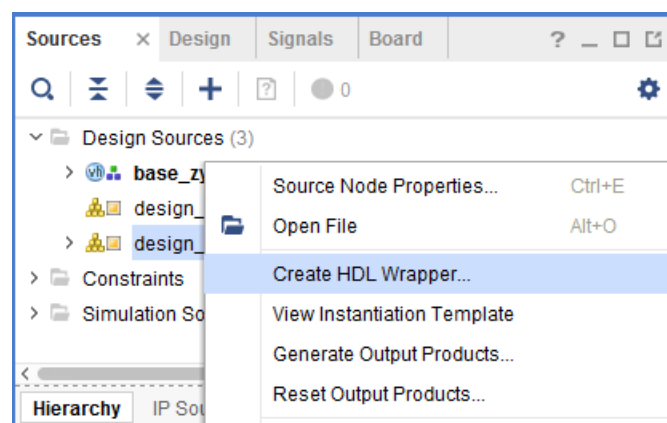 Sources × Design Signals Board ? _
? 0
Design Sources (3)
vh base_zy
design_
design_
Constraints
Simulation So
Hierarchy IP Sou
Source Node Properties... Ctrl+E
Open File Alt+O
Create HDL Wrapper...
View Instantiation Template
Generate Output Products...
Reset Output Products...